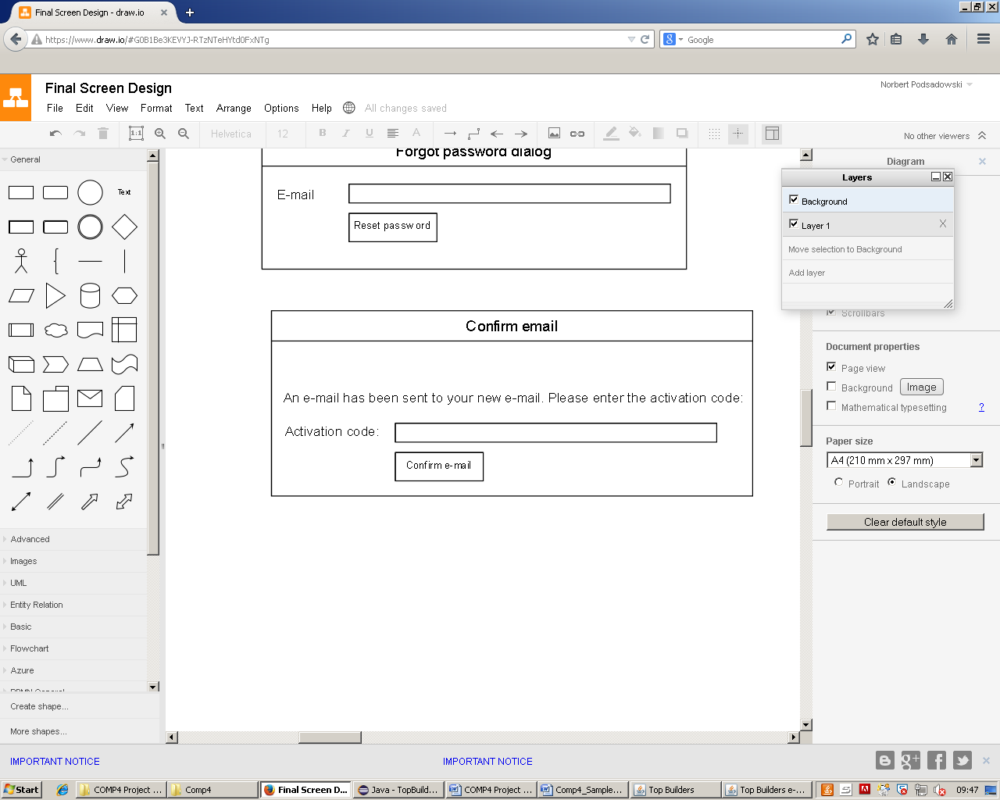 Final Screen Design - draw.io
https://www.draw.io/#G0B1Be3KEVYJ-RTzNTeHYtd0FxNTg
Google
Final Screen Design
Norbert Podsadowski
File Edit View Format Text Arrange Options Help All changes saved
1:1 Helvetica 12 B I U A
No other viewers
General
Text
Advanced
Images
UML
Entity Relation
Basic
Flowchart
Azure
BPMN General
Create shape...
More shapes...
Forgot password dialog
E-mail
Reset password
Confirm email
An e-mail has been sent to your new e-mail. Please enter the activation code:
Activation code:
Confirm e-mail
Diagram
Layers
Background
Layer 1
Move selection to Background
Add layer
Scrollbars
Document properties
Page view
Background Image
Mathematical typesetting ?
Paper size
A4 (210 mm x 297 mm)
Portrait Landscape
Clear default style
IMPORTANT NOTICE IMPORTANT NOTICE
Start COMP4 Project ... Comp4 Final Screen D... Java - TopBuild... COMP4 Project ... Comp4_Sample... Top Builders Top Builders e-... 09:47